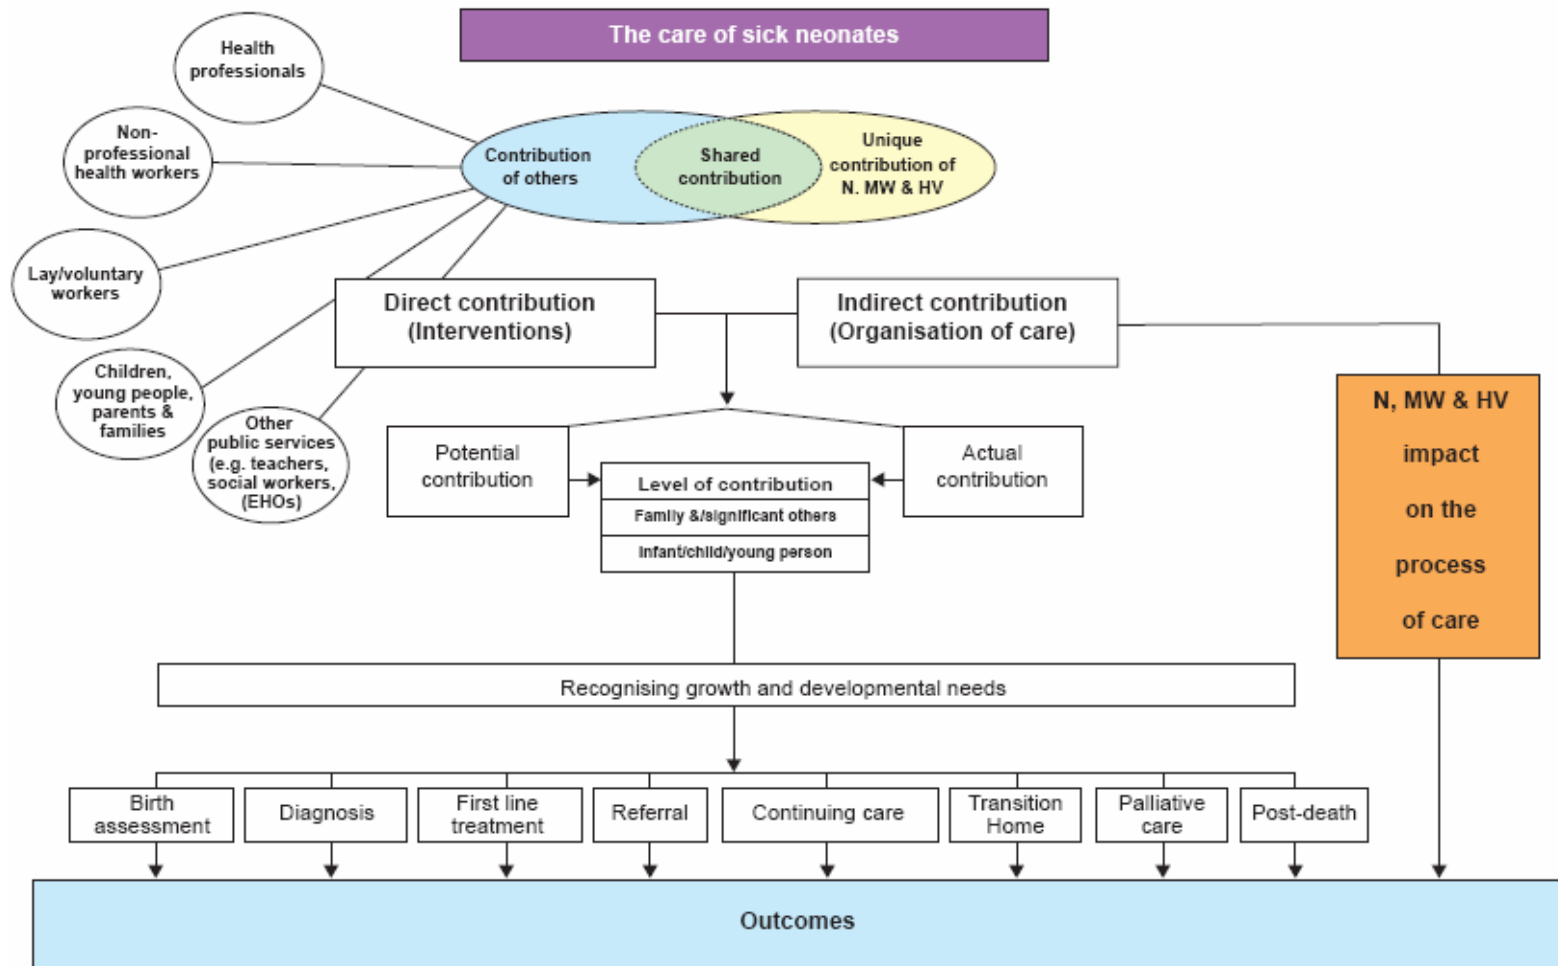 The care of sick neonates
Health
professionals
Non-
professional
health workers
Lay/voluntary
workers
Children,
young people,
parents &
families
Other
public services
(e.g. teachers,
social workers,
(EHOs)
Contribution
of others
Shared
contribution
Unique
contribution of
N. MW & HV
Direct contribution
(Interventions)
Indirect contribution
(Organisation of care)
Potential
contribution
Actual
contribution
Level of contribution
Family &/significant others
Infant/child/young person
N, MW & HV
impact
on the
process
of care
Recognising growth and developmental needs
Birth
assessment
Diagnosis
First line
treatment
Referral
Continuing care
Transition
Home
Palliative
care
Post-death
Outcomes